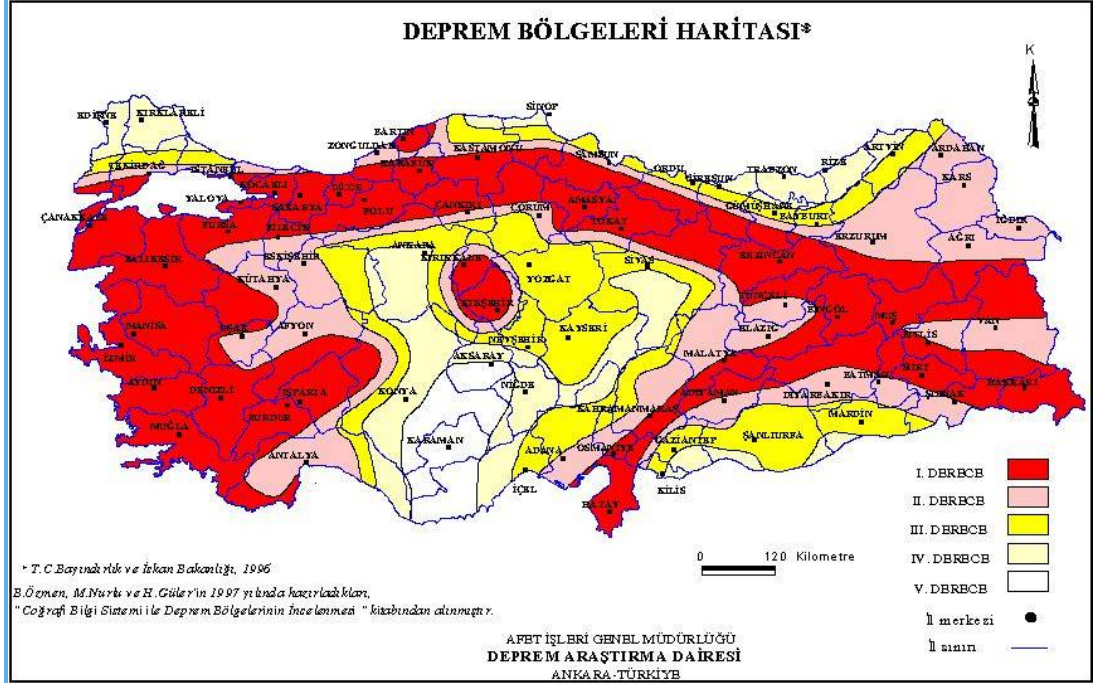 DEPREM BÖLGELERİ HARİTASI*
K
SİNOP
EDİRNE
KIRKLARELİ
BARTIN
ZONGULDAK
KASTAMONU
SAMSUN
ARTVİN
ARDAHAN
TEKİRDAĞ
İSTANBUL
KARABÜK
ORDU
GİRESUN
TRABZON
RİZE
KARS
KOCAELİ
DÜZCE
YALOVA
SAKARYA
BOLU
ÇANKIRI
ÇORUM
AMASYA
TOKAT
GÜMÜŞHANE
BAYBURT
IĞDIR
ÇANAKKALE
BURSA
BİLECİK
ERZURUM
AĞRI
ANKARA
KIRIKKALE
ESKİŞEHİR
BALIKESİR
YOZGAT
SİVAS
ERZİNCAN
KÜTAHYA
KIRŞEHİR
TUNCELİ
BİNGÖL
MUŞ
MANİSA
UŞAK
AFYON
KAYSERİ
ELAZIĞ
BİTLİS
VAN
İZMİR
NEVŞEHİR
AKSARAY
MALATYA
AYDIN
DENİZLİ
ISPARTA
BURDUR
KONYA
NİĞDE
BATMAN
SİİRT
HAKKARİ
ADIYAMAN
DİYARBAKIR
ŞIRNAK
KAHRAMANMARAŞ
MARDİN
MUĞLA
KARAMAN
GAZİANTEP
ŞANLIURFA
ANTALYA
ADANA
OSMANİYE
İÇEL
KİLİS
HATAY
I. DERECE
II. DERECE
III. DERECE
IV. DERECE
V. DERECE
0 120 Kilometre
İl merkezi
İl sınırı
* T.C.Bayındırlık ve İskan Bakanlığı, 1996
B.Özmen, M.Nurlu ve H.Güler'in 1997 yılında hazırladıkları,
" Coğrafi Bilgi Sistemi ile Deprem Bölgelerinin İncelenmesi " kitabından alınmıştır.
AFET İŞLERİ GENEL MÜDÜRLÜĞÜ
DEPREM ARAŞTIRMA DAİRESİ
ANKARA-TÜRKİYE